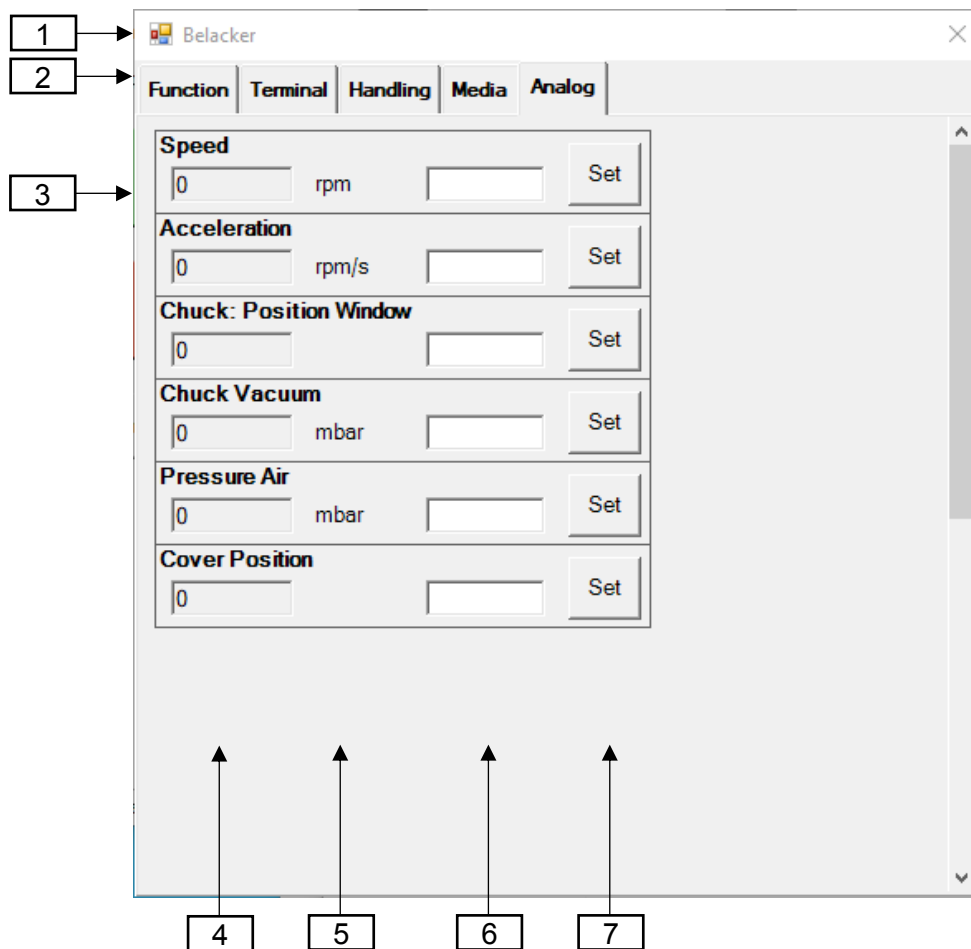 1
Belacker
2
Function Terminal Handling Media Analog
Speed
3
0 rpm Set
Acceleration
0 rpm/s Set
Chuck: Position Window
0 Set
Chuck Vacuum
0 mbar Set
Pressure Air
0 mbar Set
Cover Position
0 Set
4 5 6 7